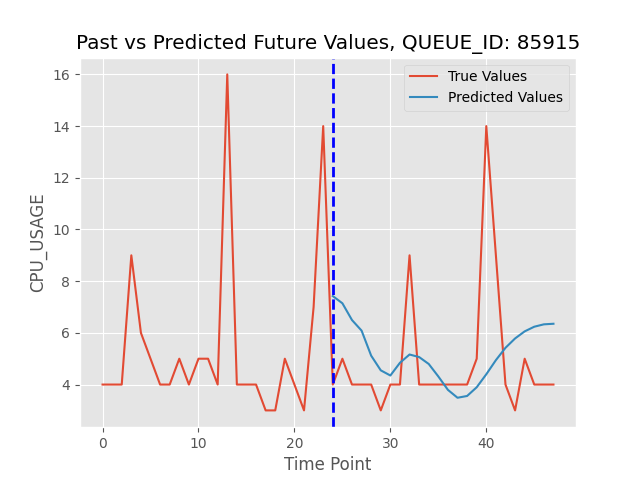 Past vs Predicted Future Values, QUEUE_ID: 85915
True Values
Predicted Values
CPU_USAGE
16
14
12
10
8
6
4
0
10
20
30
40
Time Point